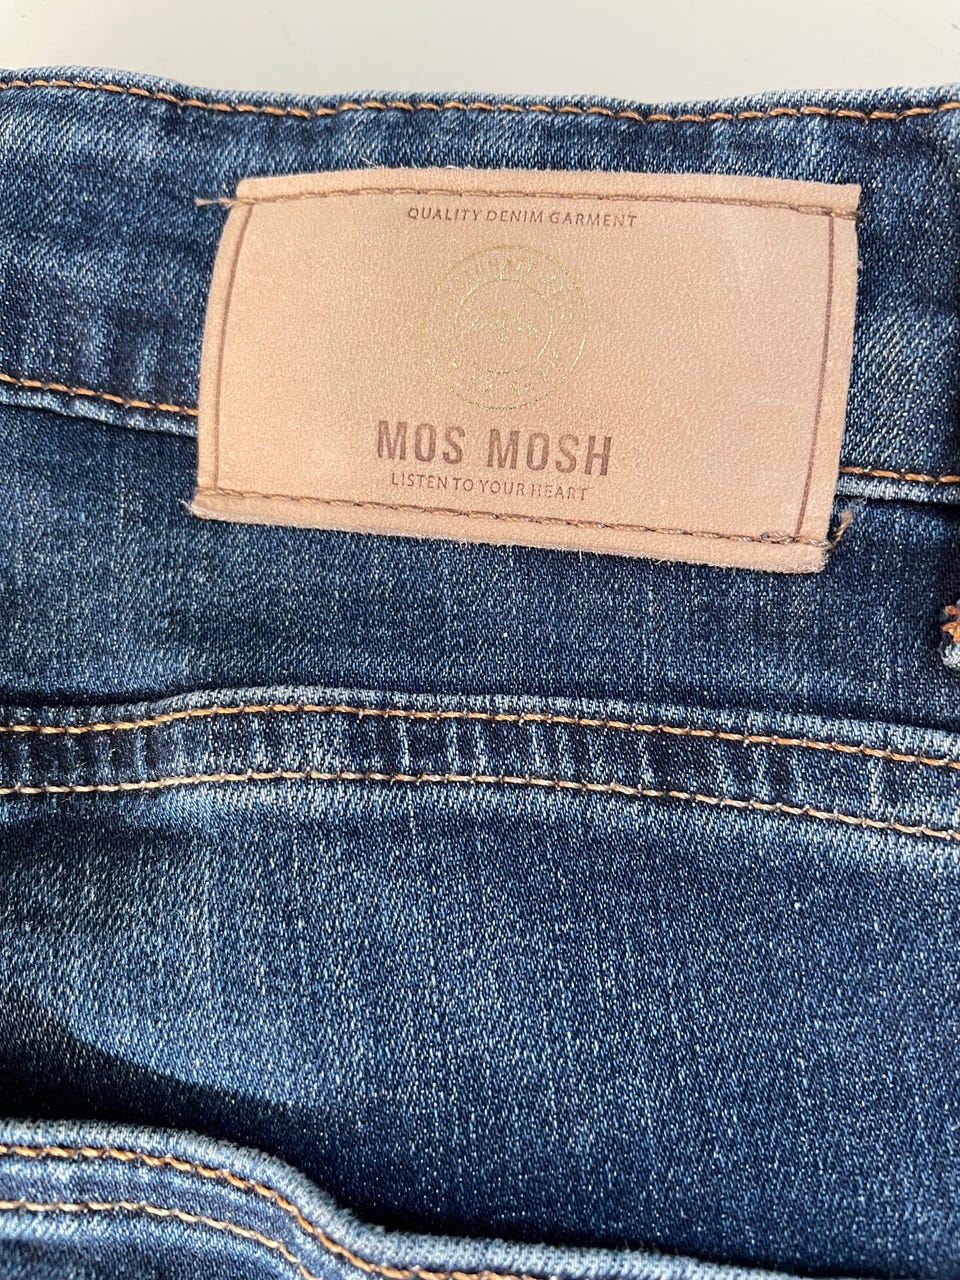 QUALITY DENIM GARMENT
MOS MOSH
LISTEN TO YOUR HEART